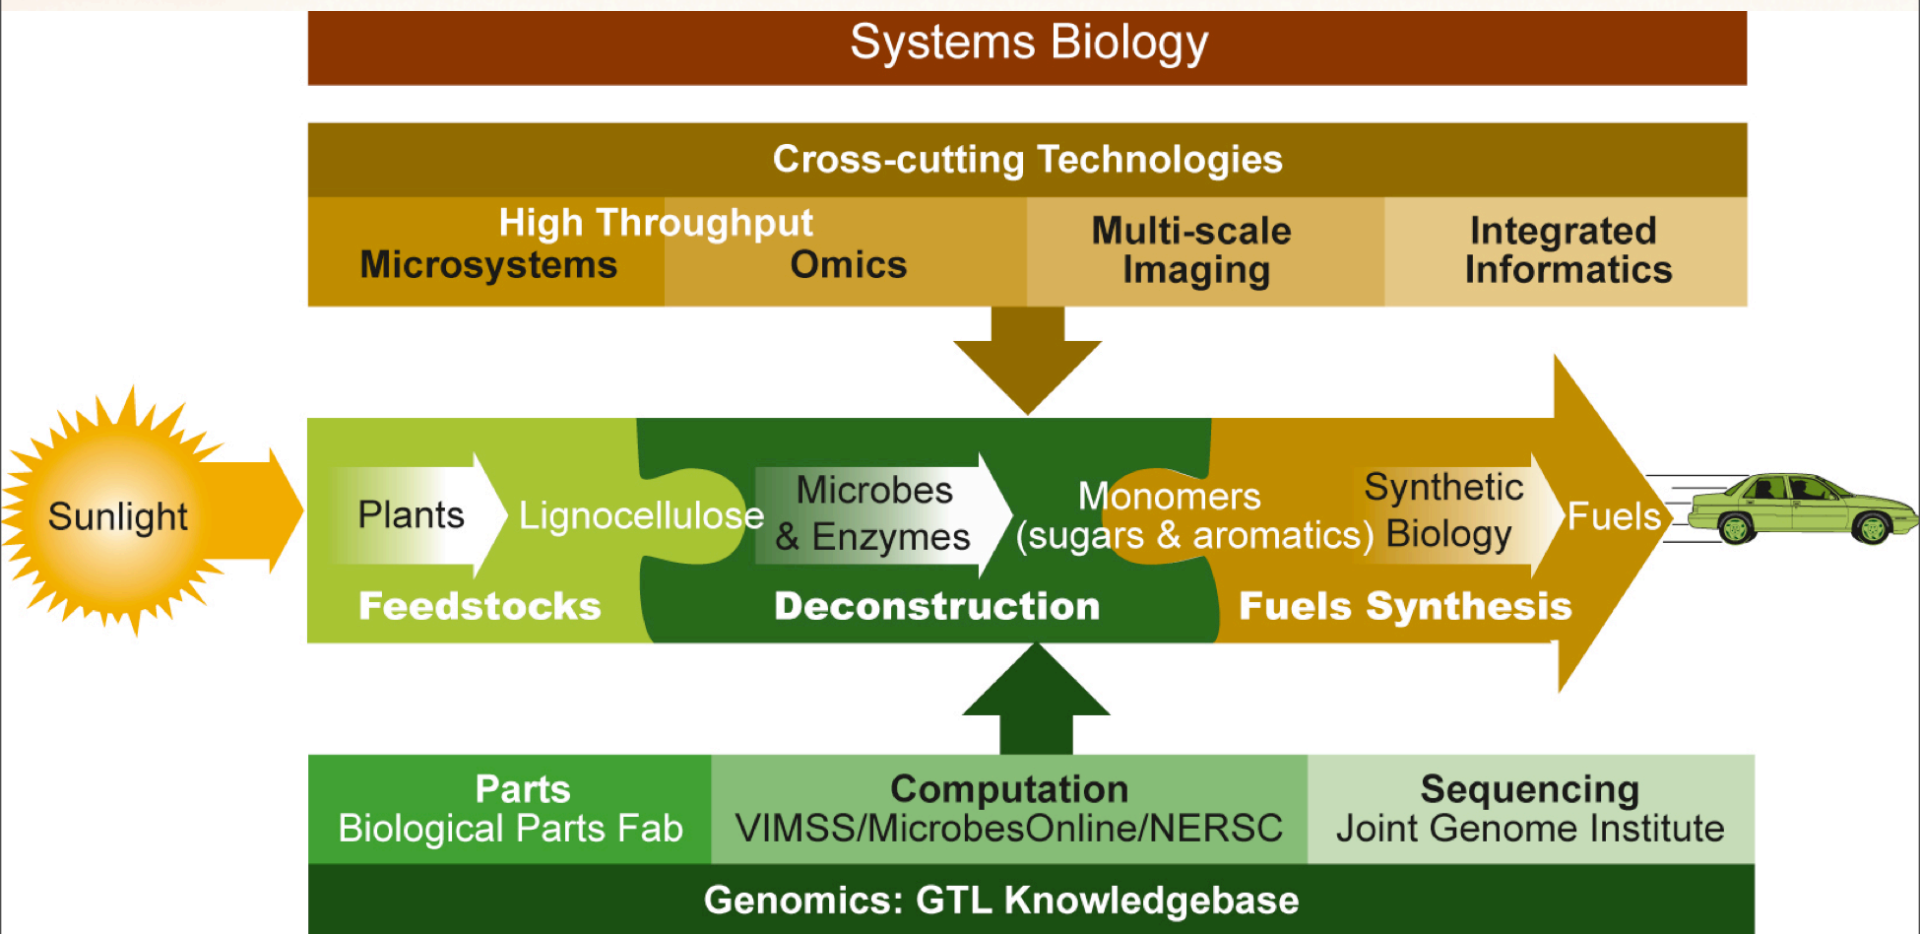 Systems Biology
Cross-cutting Technologies
High Throughput
Microsystems
Omics
Multi-scale
Imaging
Integrated
Informatics
Sunlight
Plants
Lignocellulose
Microbes
& Enzymes
Monomers
(sugars & aromatics)
Synthetic
Biology
Fuels
Feedstocks
Deconstruction
Fuels Synthesis
Parts
Biological Parts Fab
Computation
VIMSS/MicrobesOnline/NERSC
Sequencing
Joint Genome Institute
Genomics: GTL Knowledgebase